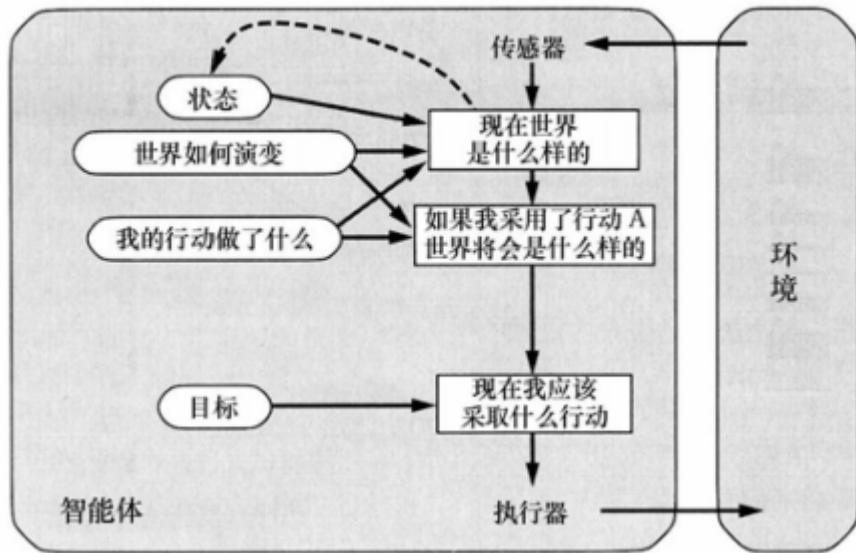 传感器
状态
现在世界
是什么样的
世界如何演变
如果我采用了行动 A
世界将会是什么样的
我的行动做了什么
环
境
现在我应该
采取什么行动
目标
智能体
执行器